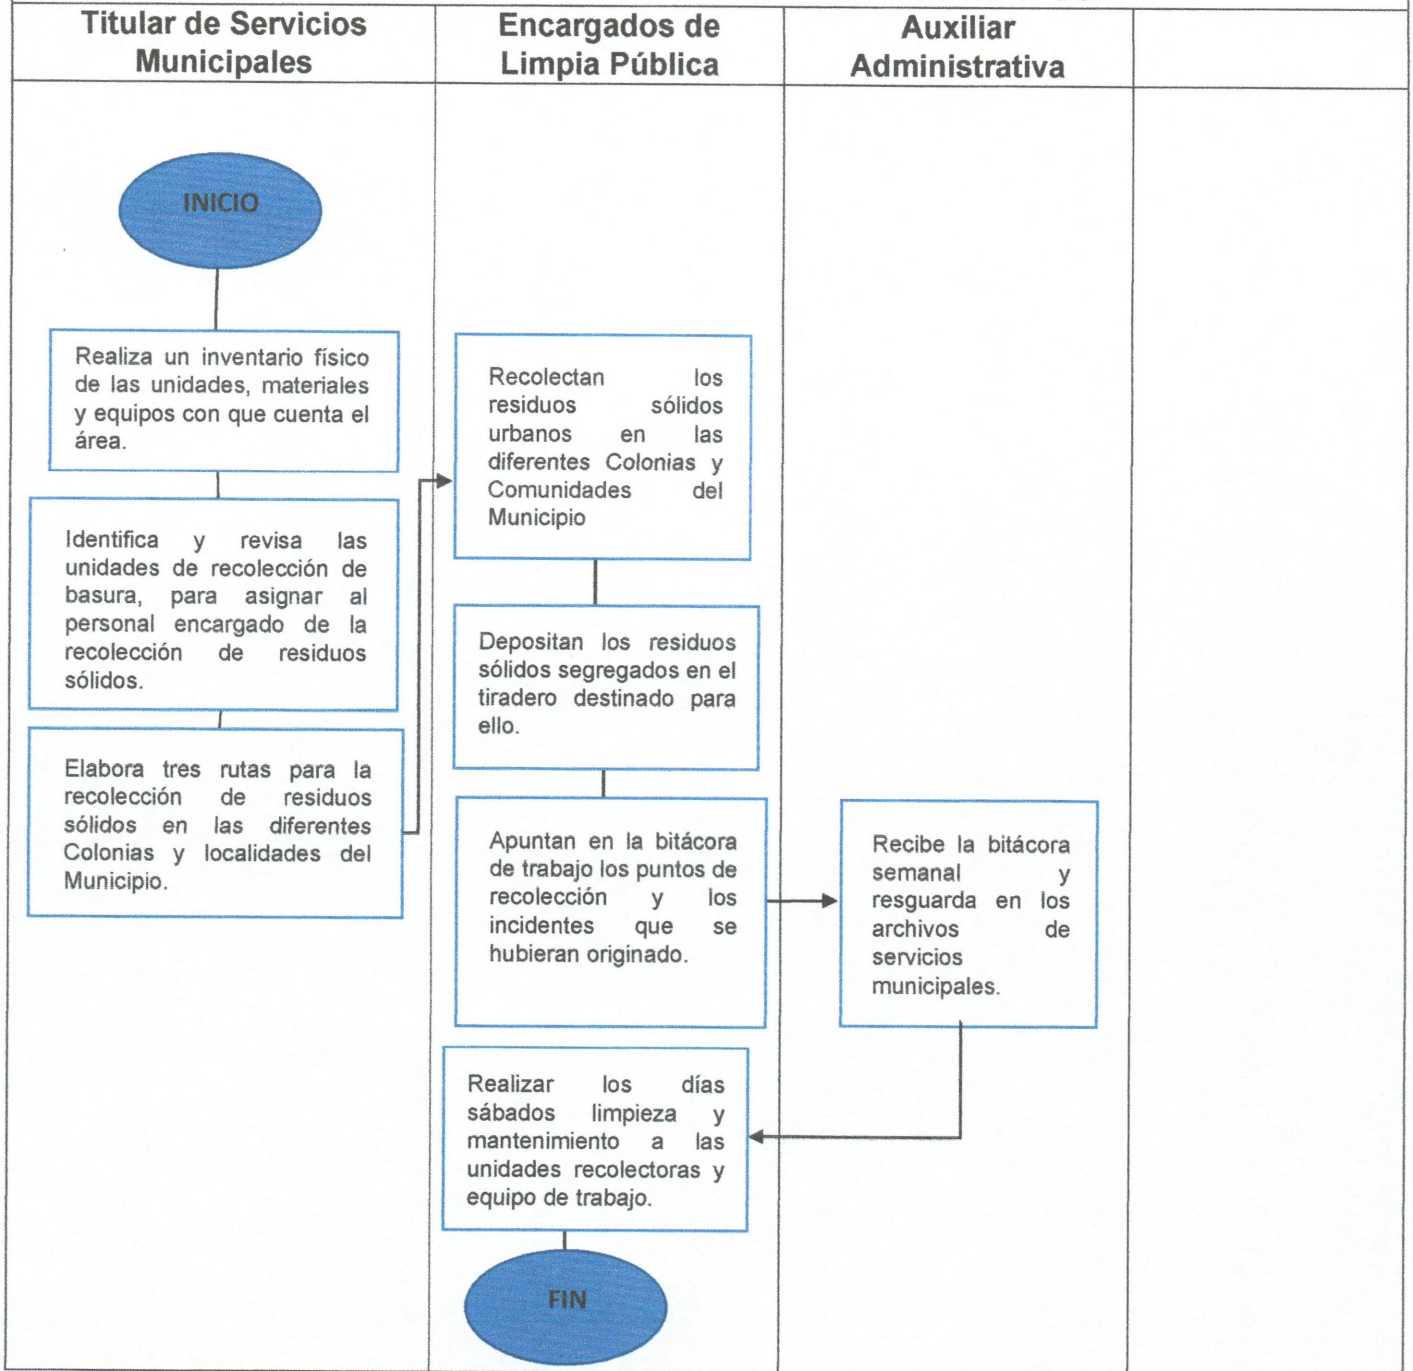 Titular de Servicios
Municipales
Encargados de
Limpia Pública
Auxiliar
Administrativa
INICIO
Realiza un inventario físico
de las unidades, materiales
y equipos con que cuenta el
área.
Identifica y revisa las
unidades de recolección de
basura, para asignar al
personal encargado de la
recolección de residuos
sólidos.
Elabora tres rutas para la
recolección de residuos
sólidos en las diferentes
Colonias y localidades del
Municipio.
Recolectan los
residuos sólidos
urbanos en las
diferentes Colonias y
Comunidades del
Municipio
Depositan los residuos
sólidos segregados en el
tiradero destinado para
ello.
Apuntan en la bitácora
de trabajo los puntos de
recolección y los
incidentes que se
hubieran originado.
Recibe la bitácora
semanal y
resguarda en los
archivos de
servicios
municipales.
Realizar los días
sábados limpieza y
mantenimiento a las
unidades recolectoras y
equipo de trabajo.
FIN